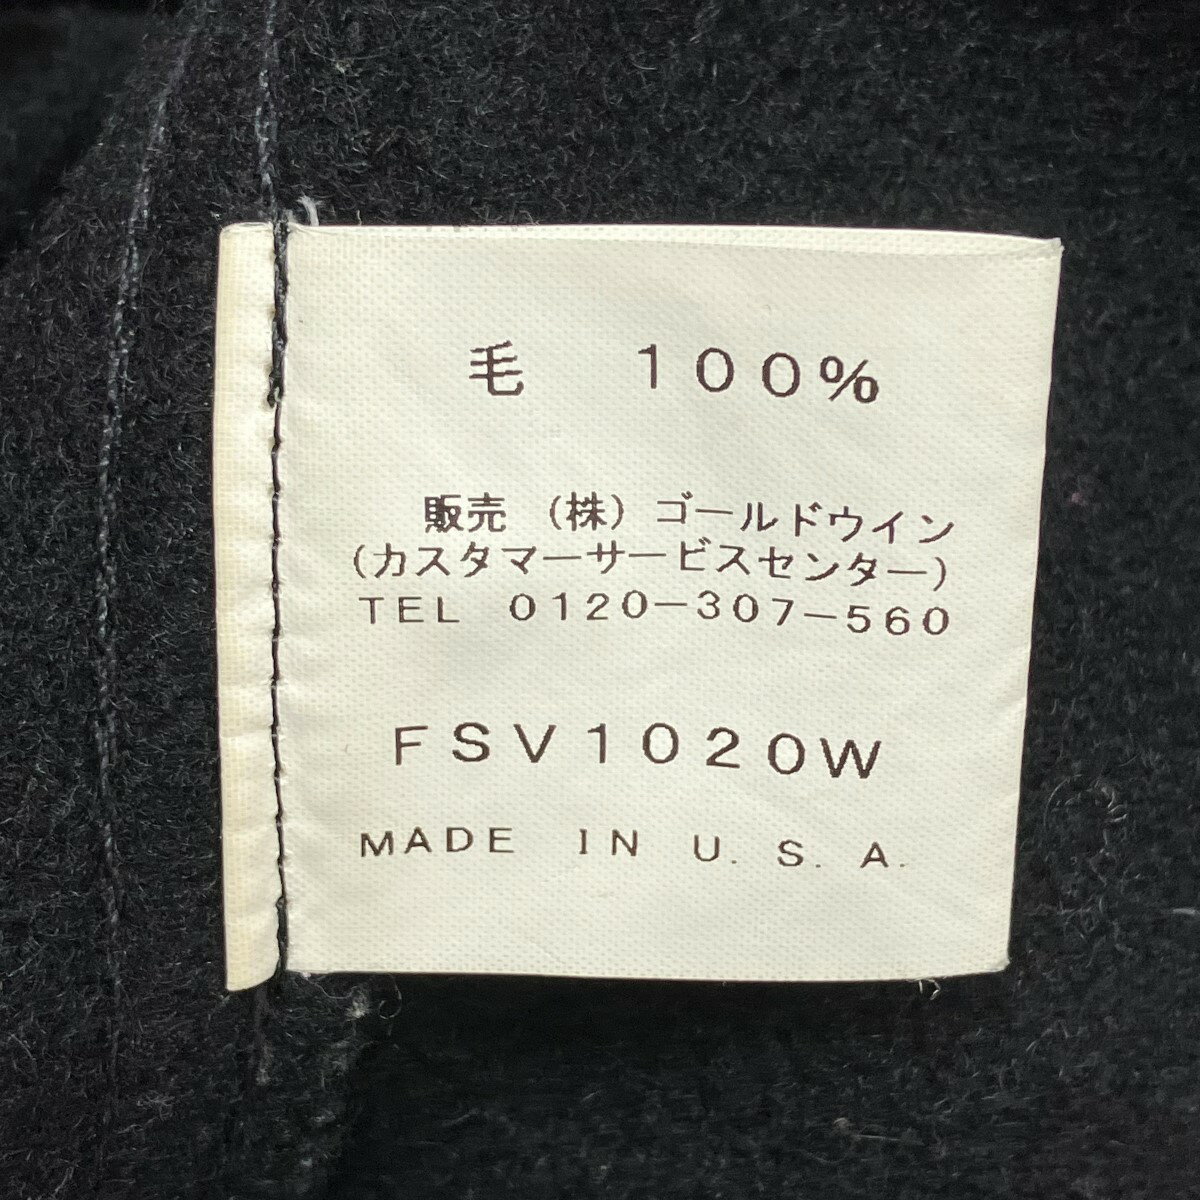 毛 100%
販売 (株) ゴールドウイン
(カスタマーサービスセンター)
TEL 0120-307-560
FSV1020W
MADE IN U.S.A.